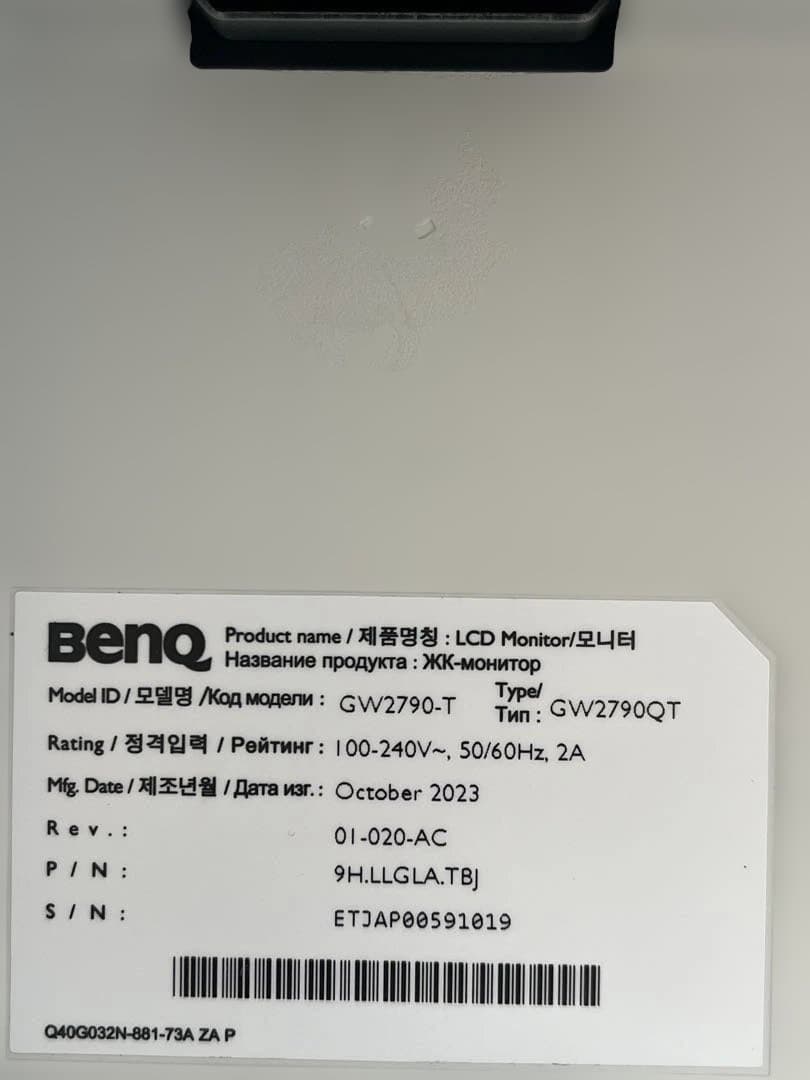 BenQ Product name / 제품명칭 : LCD Monitor/모니터
Название продукта : ЖК-монитор
Model ID / 모델명 /Код модели : GW2790-T Type/
Тип : GW2790QT
Rating / 정격입력 / Рейтинг : 100-240V~, 50/60Hz, 2A
Mfg. Date / 제조년월 / Дата изг. : October 2023
Rev. : 01-020-AC
P/N : 9H.LLGLA.TBJ
S/N : ETJAP00591019
Q40G032N-881-73A ZA P